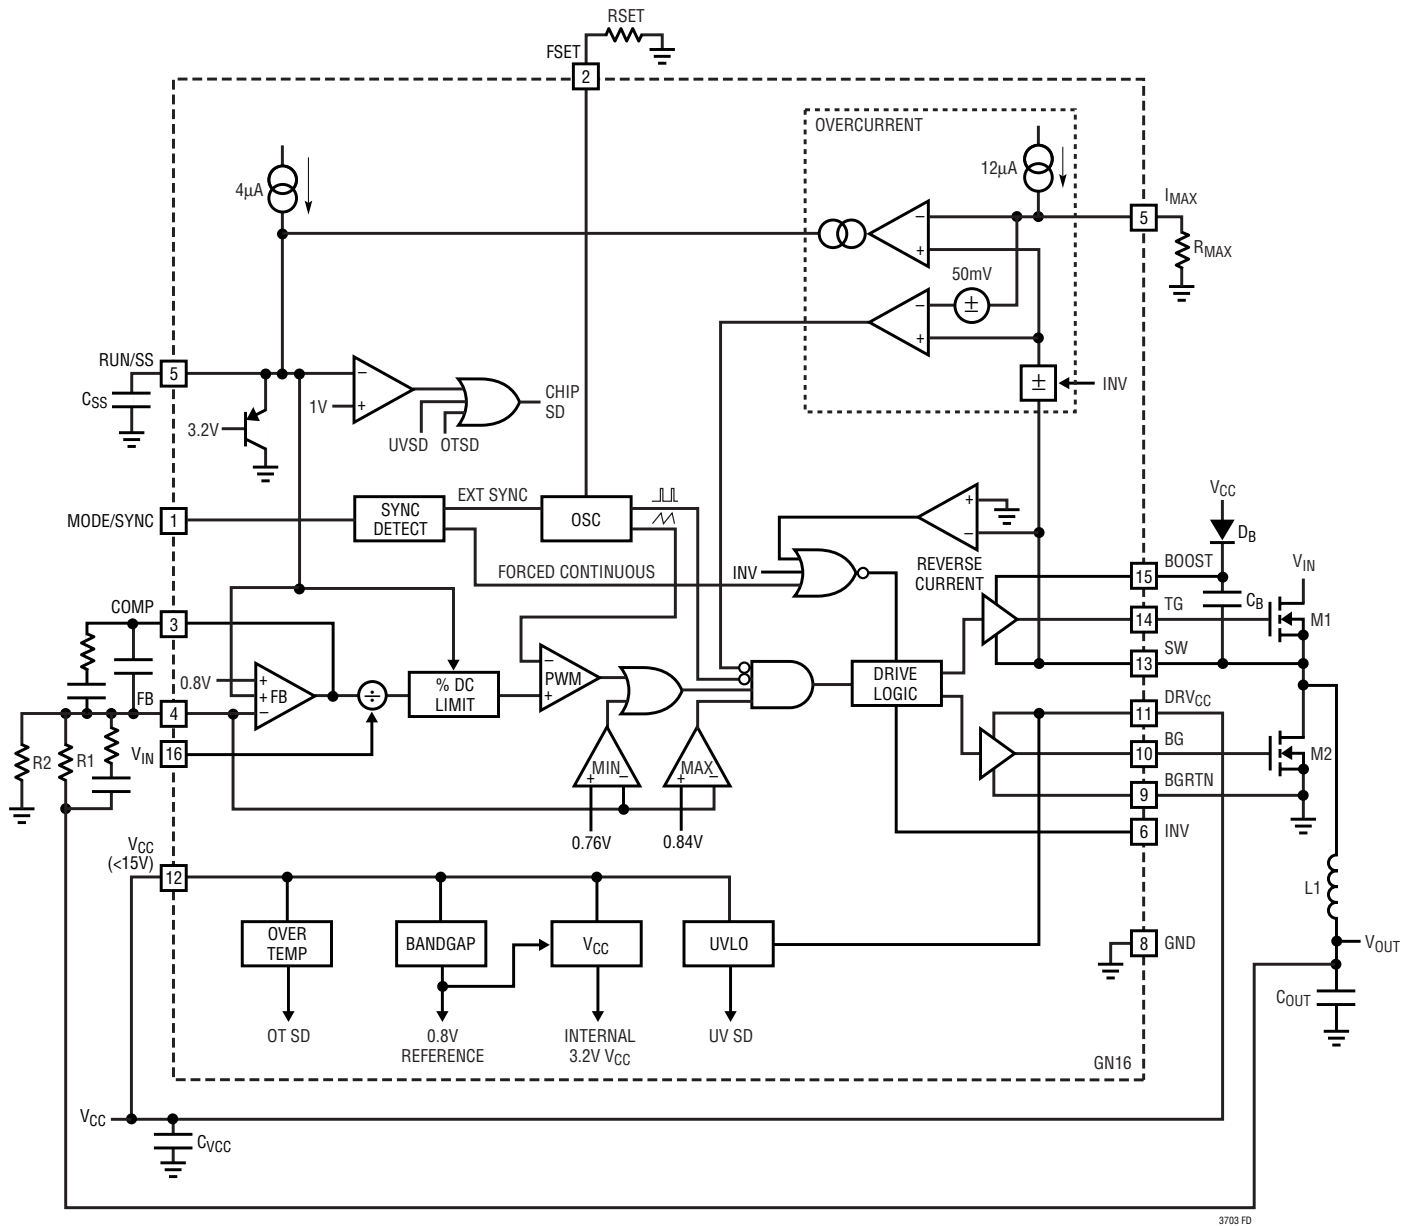 RSET
FSET
2
OVERCURRENT
4µA
12µA
IMAX
5
RMAX
−
+
50mV
±
−
+
RUN/SS
5
CSS
3.2V
−
1V
+
CHIP
SD
UVSD
OTSD
±
INV
MODE/SYNC
1
SYNC
DETECT
EXT SYNC
OSC
FORCED CONTINUOUS
INV
+
−
REVERSE
CURRENT
VCC
DB
BOOST
15
VIN
CB
TG
14
M1
SW
13
COMP
3
0.8V
+
+
−
FB
FB
4
÷
% DC
LIMIT
−
PWM
+
DRIVE
LOGIC
DRVCC
11
BG
10
M2
BGRTN
9
6
INV
R2
R1
VIN
16
MIN
+
−
MAX
+
−
0.76V
0.84V
VCC
(<15V)
12
OVER
TEMP
BANDGAP
VCC
UVLO
8
GND
L1
VOUT
COUT
OT SD
0.8V
REFERENCE
INTERNAL
3.2V VCC
UV SD
GN16
VCC
CVCC
3703 FD